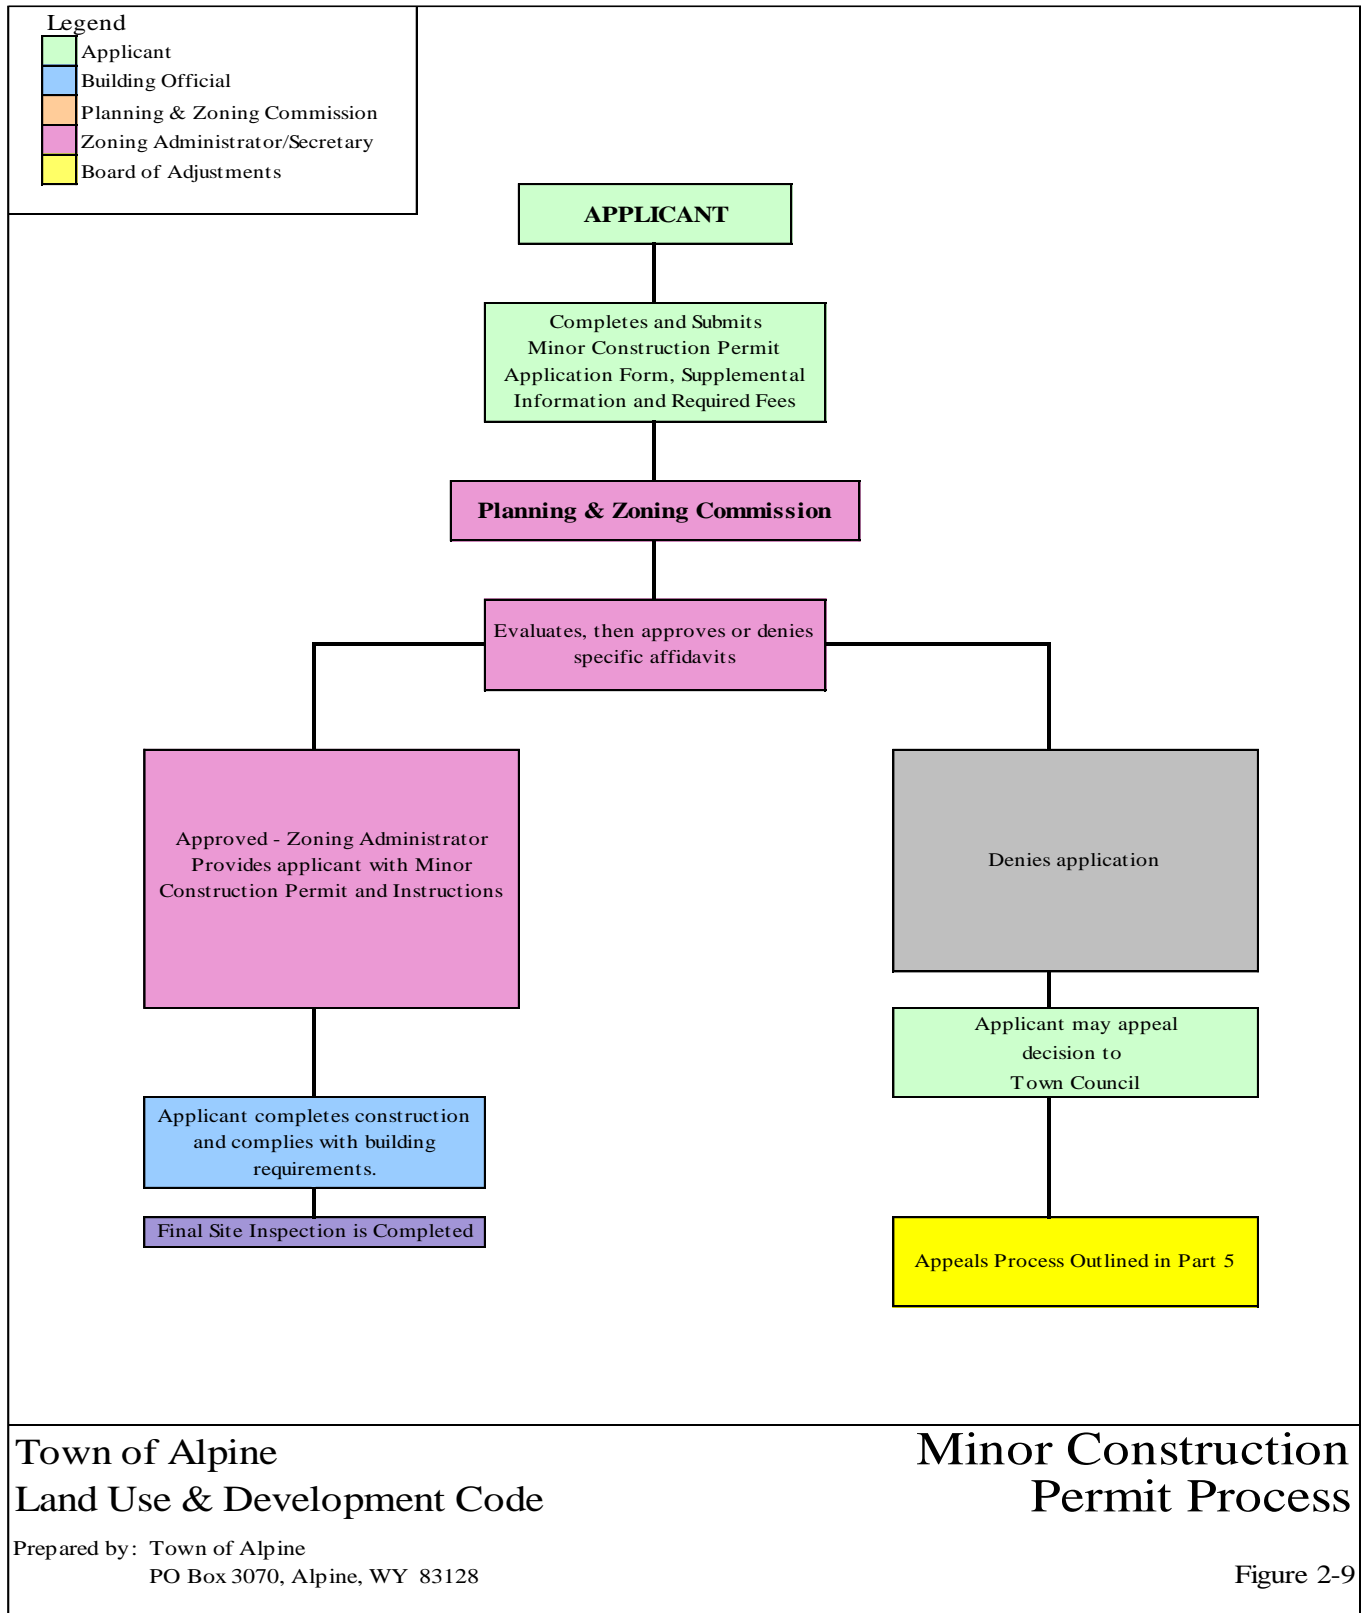 Legend
Applicant
Building Official
Planning & Zoning Commission
Zoning Administrator/Secretary
Board of Adjustments
APPLICANT
Completes and Submits
Minor Construction Permit
Application Form, Supplemental
Information and Required Fees
Planning & Zoning Commission
Evaluates, then approves or denies
specific affidavits
Approved - Zoning Administrator
Provides applicant with Minor
Construction Permit and Instructions
Denies application
Applicant may appeal
decision to
Town Council
Applicant completes construction
and complies with building
requirements.
Final Site Inspection is Completed
Appeals Process Outlined in Part 5
Town of Alpine
Land Use & Development Code
Prepared by: Town of Alpine
PO Box 3070, Alpine, WY 83128
Minor Construction
Permit Process
Figure 2-9